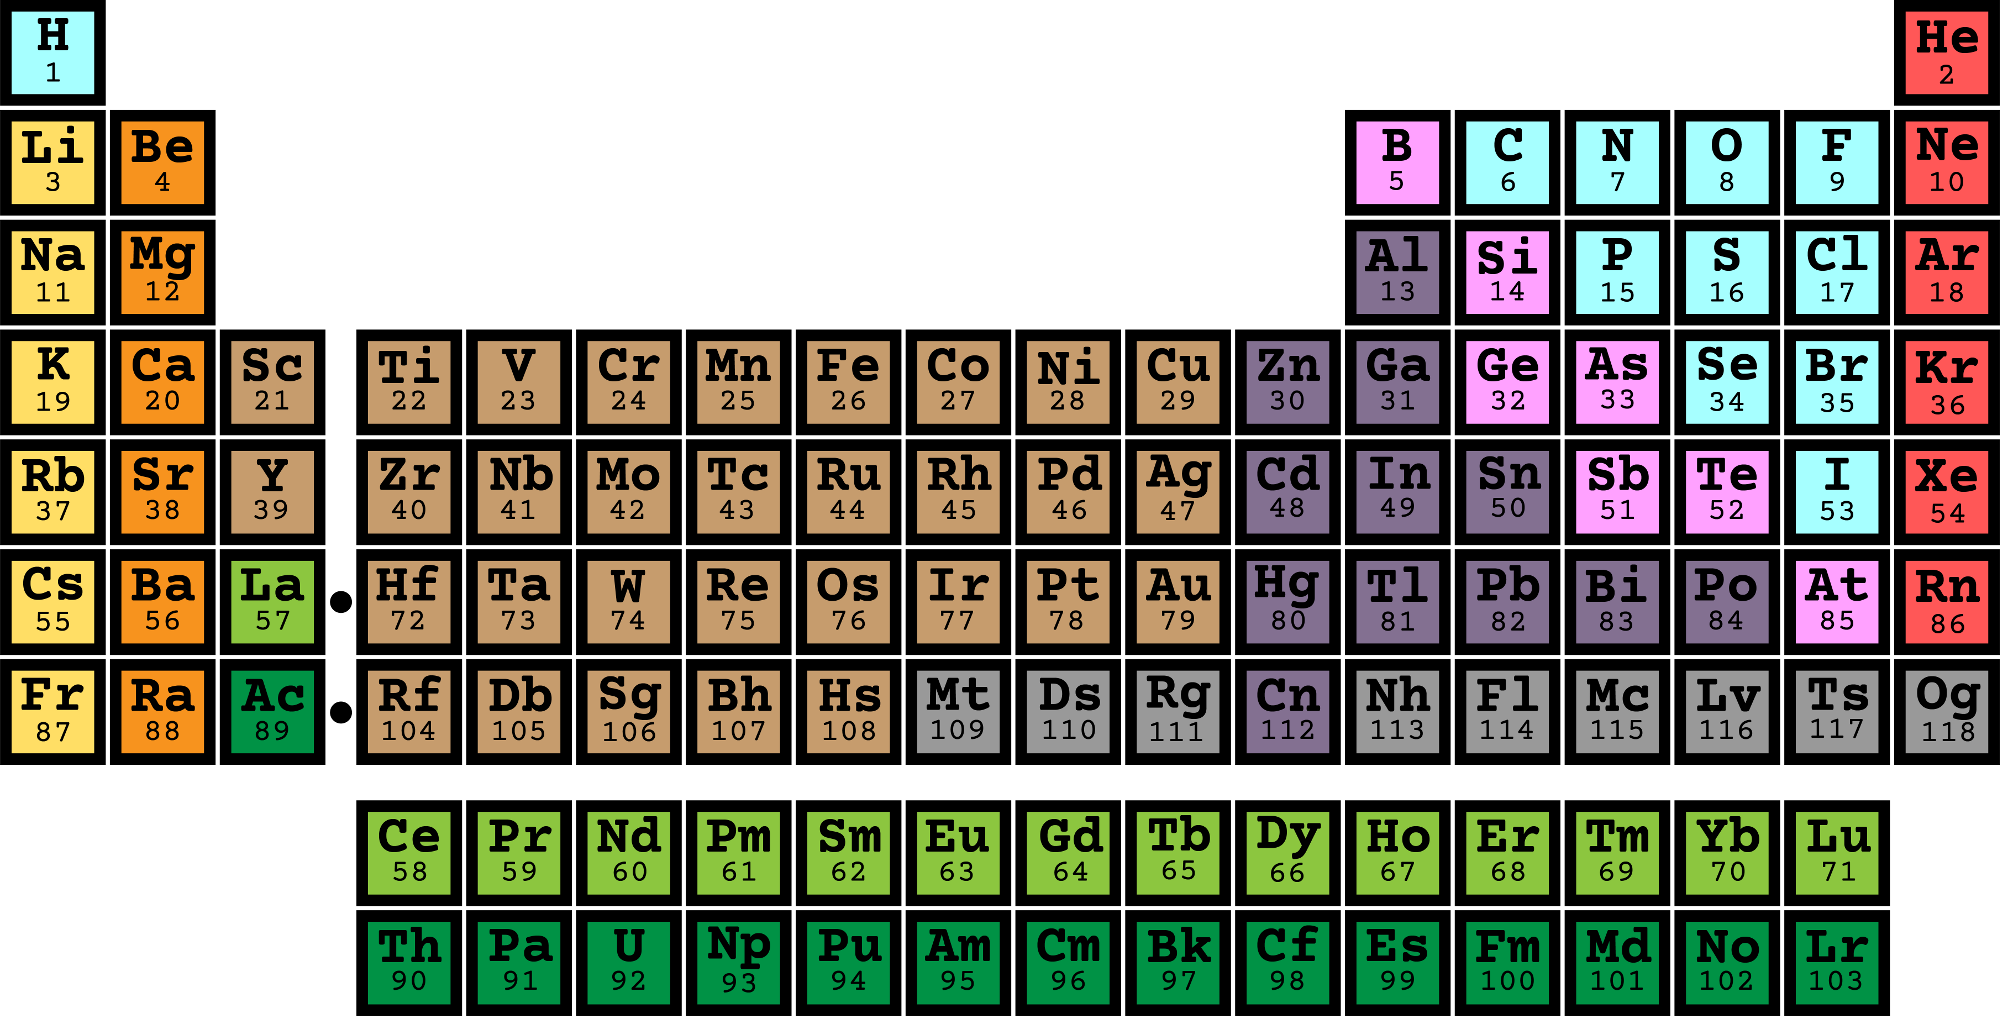 H He
1 2
Li Be B C N O F Ne
3 4 5 6 7 8 9 10
Na Mg Al Si P S Cl Ar
11 12 13 14 15 16 17 18
K Ca Sc Ti V Cr Mn Fe Co Ni Cu Zn Ga Ge As Se Br Kr
19 20 21 22 23 24 25 26 27 28 29 30 31 32 33 34 35 36
Rb Sr Y Zr Nb Mo Tc Ru Rh Pd Ag Cd In Sn Sb Te I Xe
37 38 39 40 41 42 43 44 45 46 47 48 49 50 51 52 53 54
Cs Ba La Hf Ta W Re Os Ir Pt Au Hg Tl Pb Bi Po At Rn
55 56 57 72 73 74 75 76 77 78 79 80 81 82 83 84 85 86
Fr Ra Ac Rf Db Sg Bh Hs Mt Ds Rg Cn Nh Fl Mc Lv Ts Og
87 88 89 104 105 106 107 108 109 110 111 112 113 114 115 116 117 118
Ce Pr Nd Pm Sm Eu Gd Tb Dy Ho Er Tm Yb Lu
58 59 60 61 62 63 64 65 66 67 68 69 70 71
Th Pa U Np Pu Am Cm Bk Cf Es Fm Md No Lr
90 91 92 93 94 95 96 97 98 99 100 101 102 103